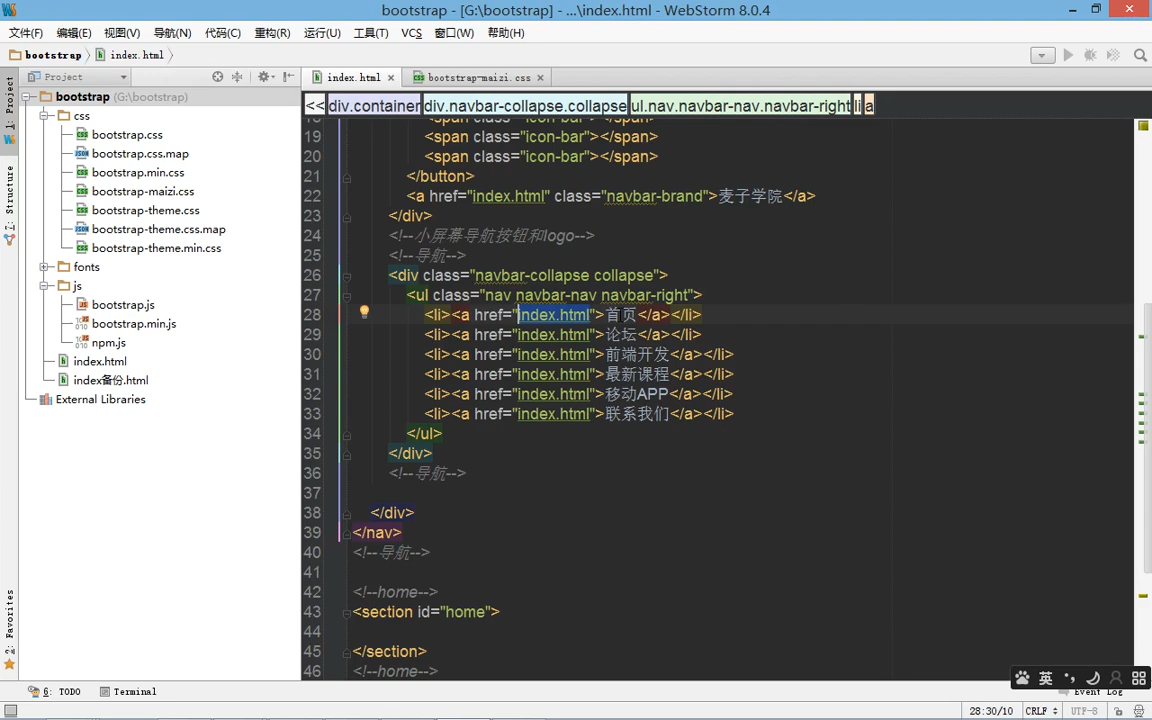 bootstrap - [G:\bootstrap] - ...\index.html - WebStorm 8.0.4
文件(F) 编辑(E) 视图(V) 导航(N) 代码(C) 重构(R) 运行(U) 工具(T) VCS 窗口(W) 帮助(H)
bootstrap index.html
Project index.html bootstrap-maizi.css
1: Project
7: Structure
2: Favorites
bootstrap (G:\bootstrap)
css
bootstrap.css
bootstrap.css.map
bootstrap.min.css
bootstrap-maizi.css
bootstrap-theme.css
bootstrap-theme.css.map
bootstrap-theme.min.css
fonts
js
bootstrap.js
bootstrap.min.js
npm.js
index.html
index备份.html
External Libraries
<< div.container div.navbar-collapse.collapse ul.nav.navbar-nav.navbar-right li a
18 <span class="icon-bar"></span>
19 <span class="icon-bar"></span>
20 <span class="icon-bar"></span>
21 </button>
22 <a href="index.html" class="navbar-brand">麦子学院</a>
23 </div>
24 <!--小屏幕导航按钮和logo-->
25 <!--导航-->
26 <div class="navbar-collapse collapse">
27 <ul class="nav navbar-nav navbar-right">
28 <li><a href="index.html">首页</a></li>
29 <li><a href="index.html">论坛</a></li>
30 <li><a href="index.html">前端开发</a></li>
31 <li><a href="index.html">最新课程</a></li>
32 <li><a href="index.html">移动APP</a></li>
33 <li><a href="index.html">联系我们</a></li>
34 </ul>
35 </div>
36 <!--导航-->
37
38 </div>
39 </nav>
40 <!--导航-->
41
42 <!--home-->
43 <section id="home">
44
45 </section>
46 <!--home-->
英
6: TODO Terminal Event Log
28:30/10 CRLF UTF-8